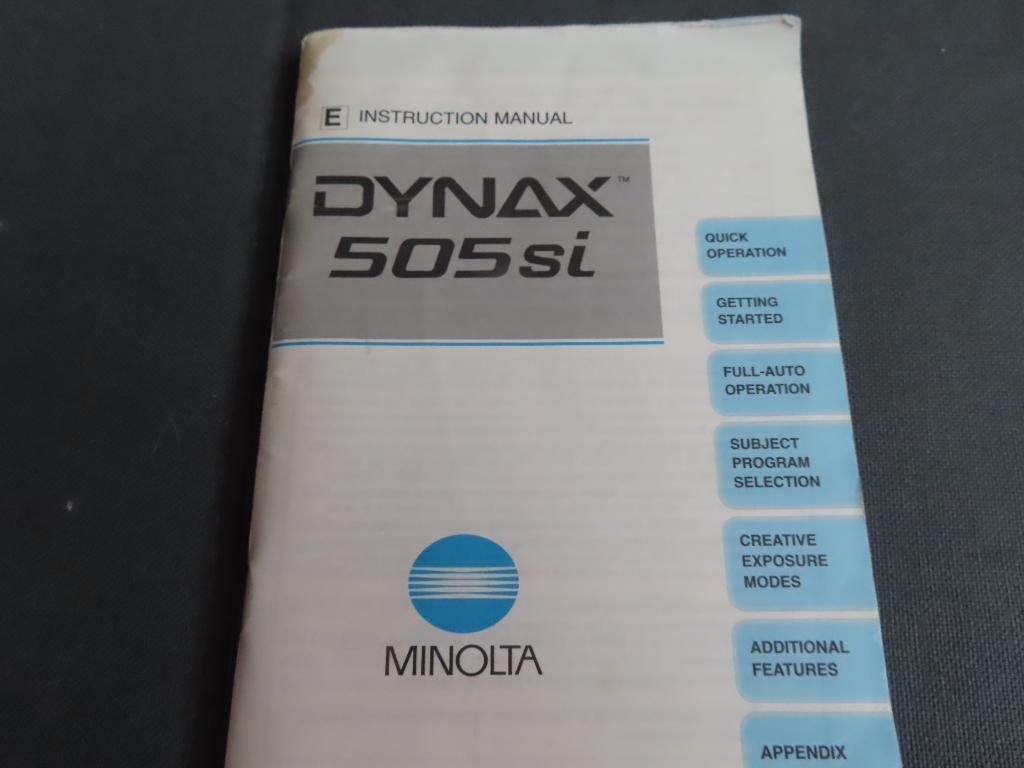 E INSTRUCTION MANUAL
DYNAX™
505si
QUICK
OPERATION
GETTING
STARTED
FULL-AUTO
OPERATION
SUBJECT
PROGRAM
SELECTION
CREATIVE
EXPOSURE
MODES
ADDITIONAL
FEATURES
APPENDIX
MINOLTA